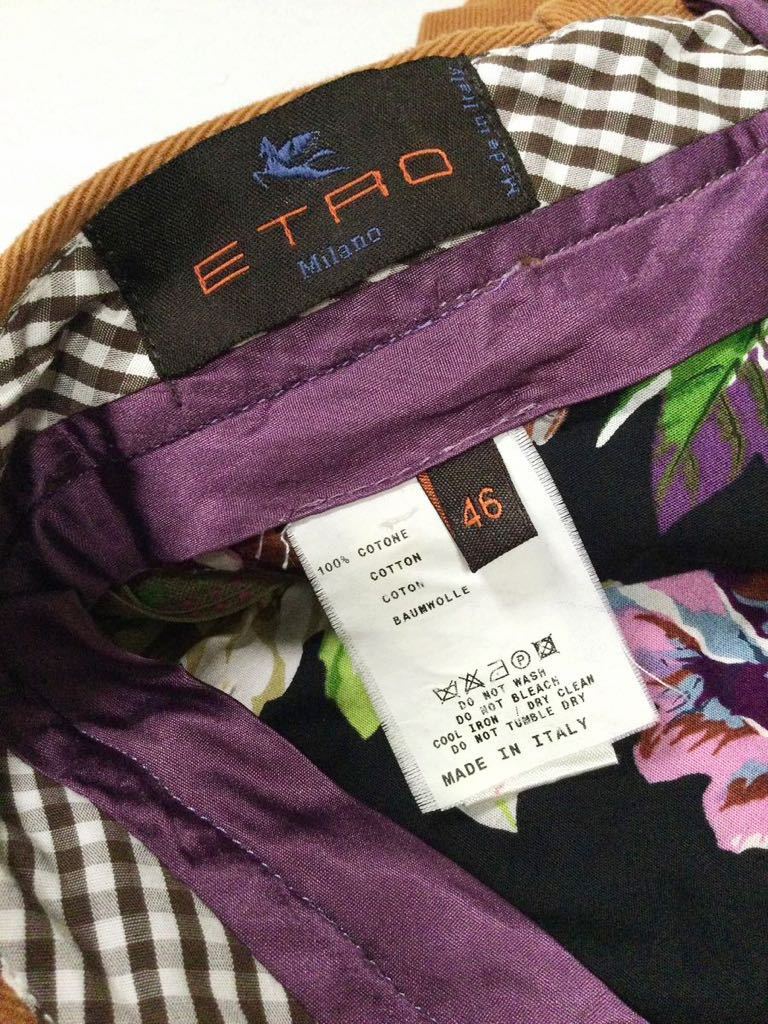 Made in Italy
ETRO
Milano
46
100% COTONE
COTTON
COTON
BAUMWOLLE
P
DO NOT WASH
DO NOT BLEACH
COOL IRON / DRY CLEAN
DO NOT TUMBLE DRY
MADE IN ITALY